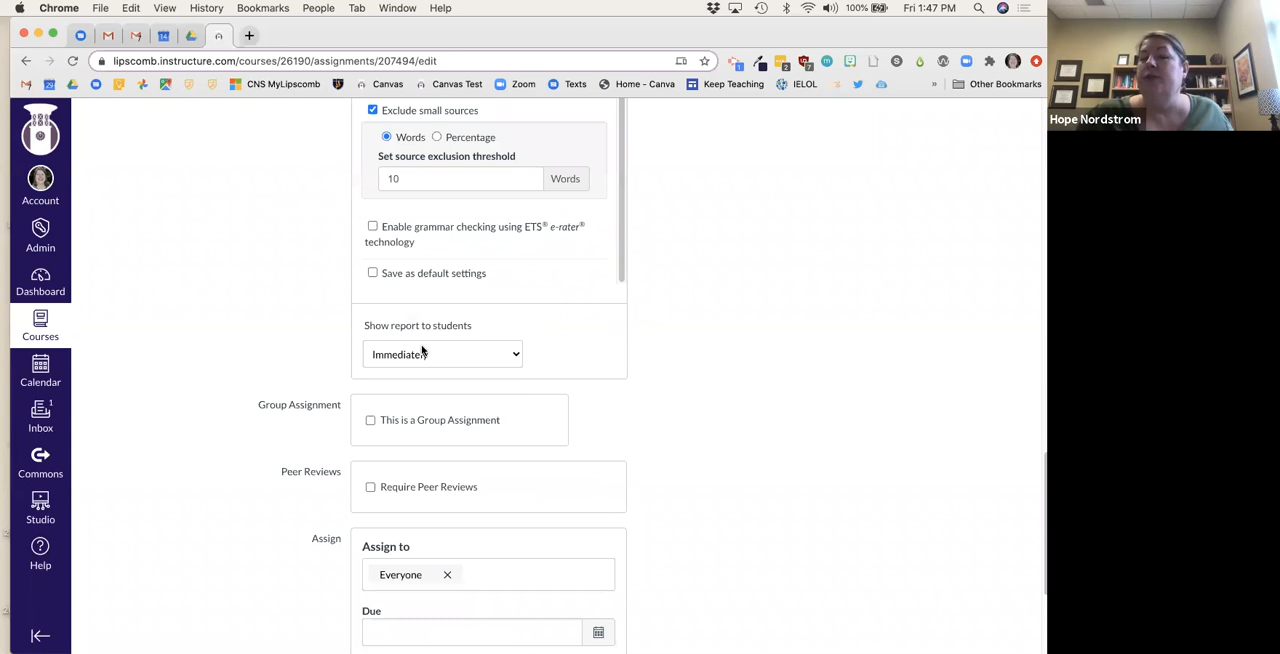 Chrome File Edit View History Bookmarks People Tab Window Help 100% Fri 1:47 PM
lipscomb.instructure.com/courses/26190/assignments/207494/edit
CNS MyLipscomb Canvas Canvas Test Zoom Texts Home - Canva Keep Teaching IELOL » Other Bookmarks
Hope Nordstrom
Account
Admin
Dashboard
Courses
Calendar
1
Inbox
Commons
Studio
Help
Exclude small sources
Words Percentage
Set source exclusion threshold
10 Words
Enable grammar checking using ETS® e-rater®
technology
Save as default settings
Show report to students
Immediately
Group Assignment This is a Group Assignment
Peer Reviews Require Peer Reviews
Assign Assign to
Everyone
Due